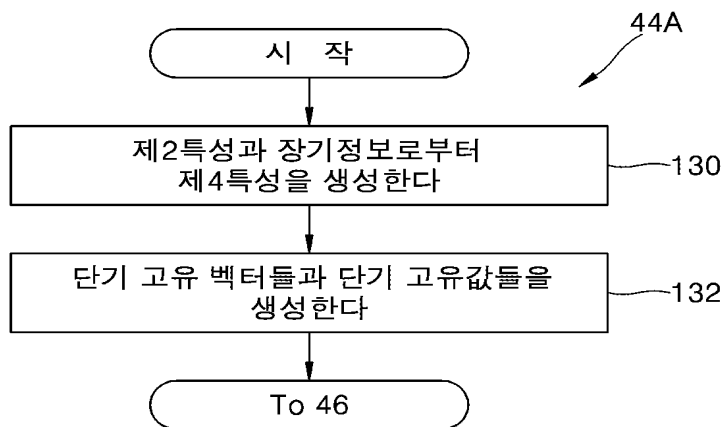 44A
시 작
제2특성과 장기정보로부터
제4특성을 생성한다
130
단기 고유 벡터들과 단기 고유값들을
생성한다
132
To 46